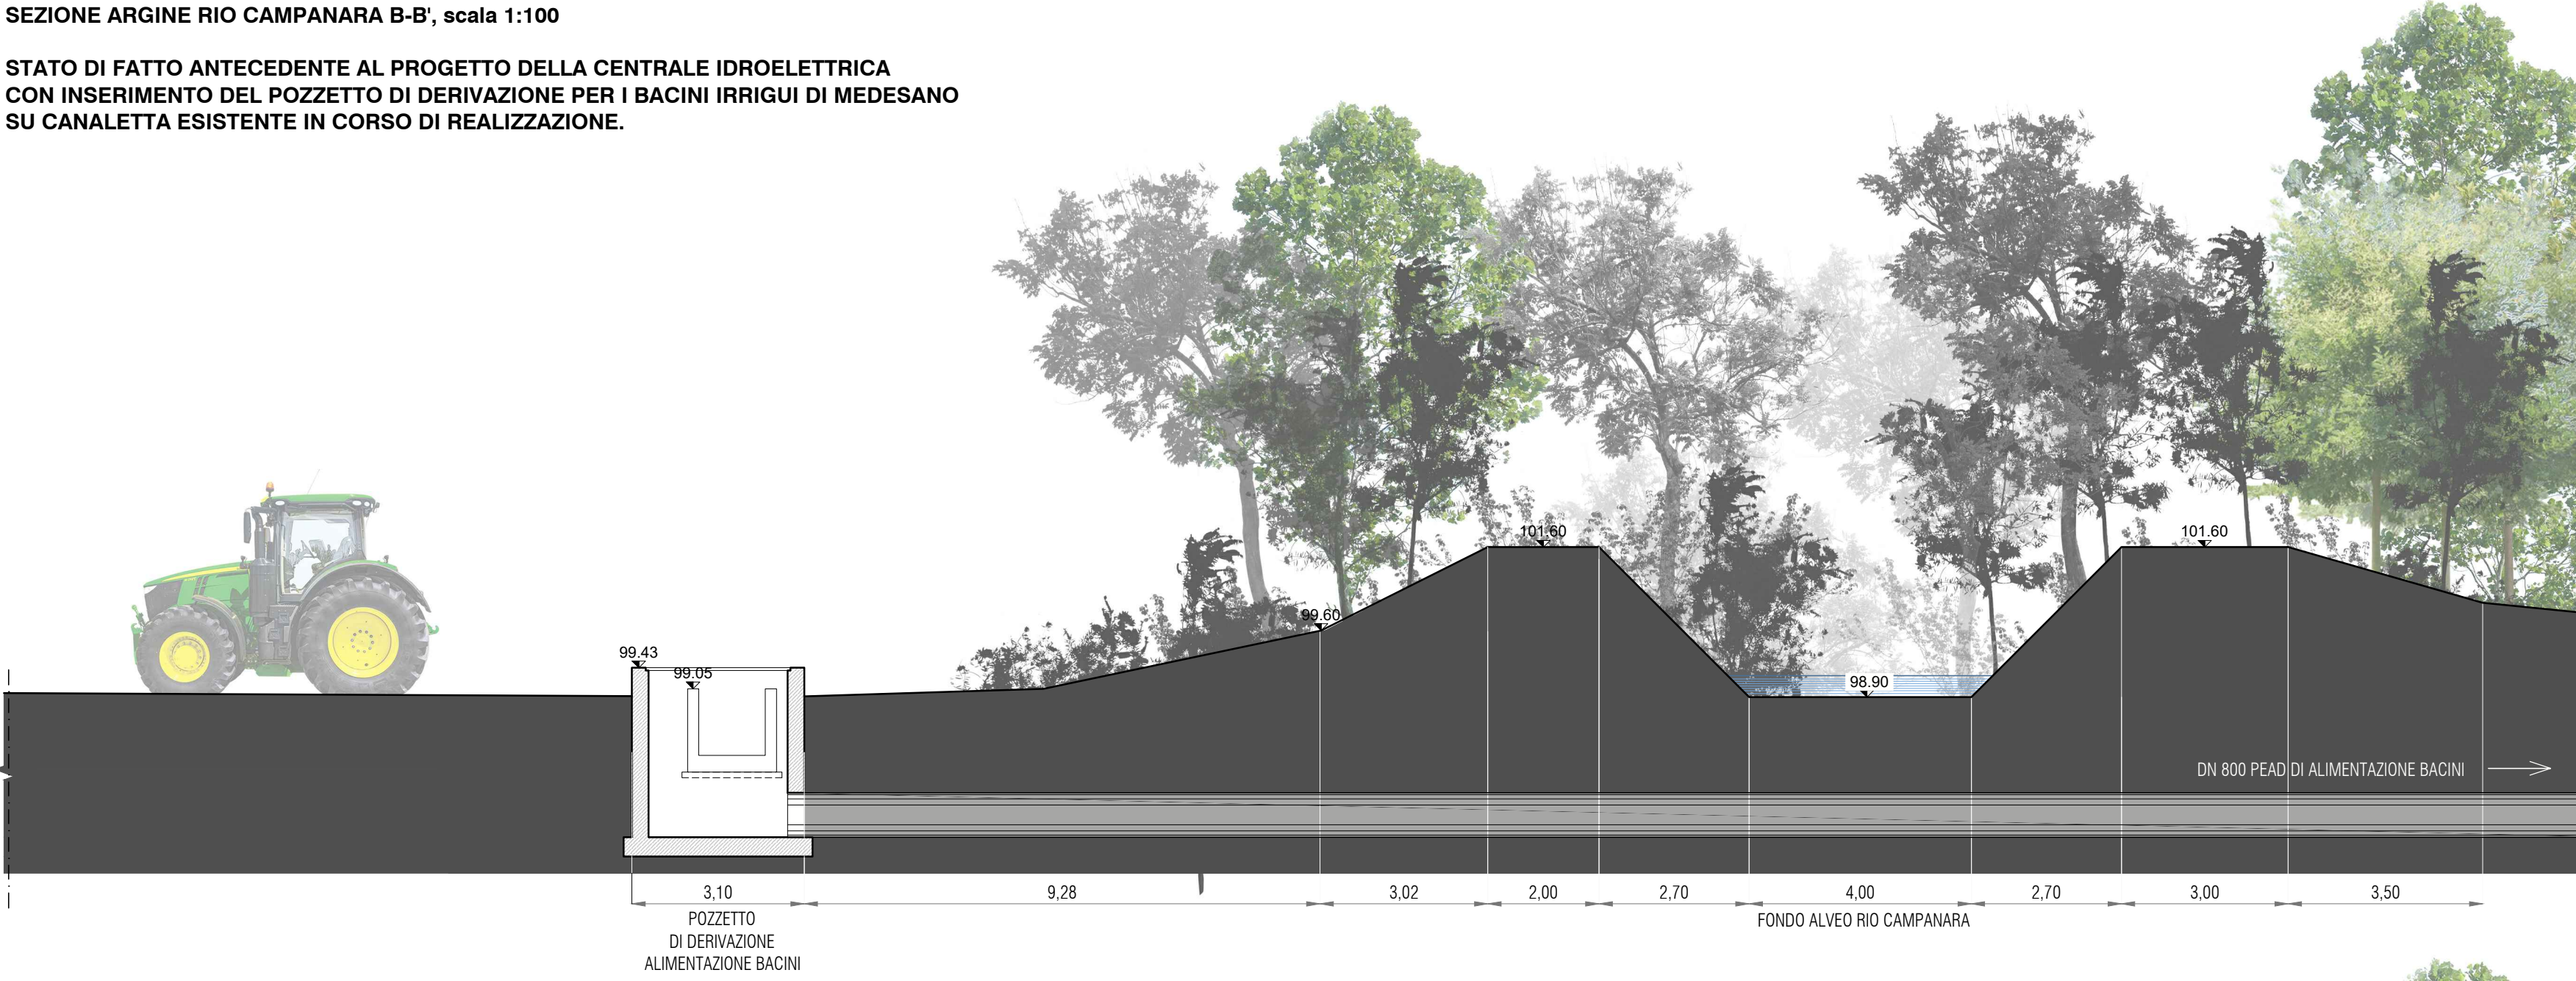 SEZIONE ARGINE RIO CAMPANARA B-B', scala 1:100
STATO DI FATTO ANTECEDENTE AL PROGETTO DELLA CENTRALE IDROELETTRICA
CON INSERIMENTO DEL POZZETTO DI DERIVAZIONE PER I BACINI IRRIGUI DI MEDESANO
SU CANALETTA ESISTENTE IN CORSO DI REALIZZAZIONE.
101.60
101.60
99.60
99.43
99.05
98.90
DN 800 PEAD DI ALIMENTAZIONE BACINI
3,10
9,28
3,02
2,00
2,70
4,00
2,70
3,00
3,50
POZZETTO
DI DERIVAZIONE
ALIMENTAZIONE BACINI
FONDO ALVEO RIO CAMPANARA